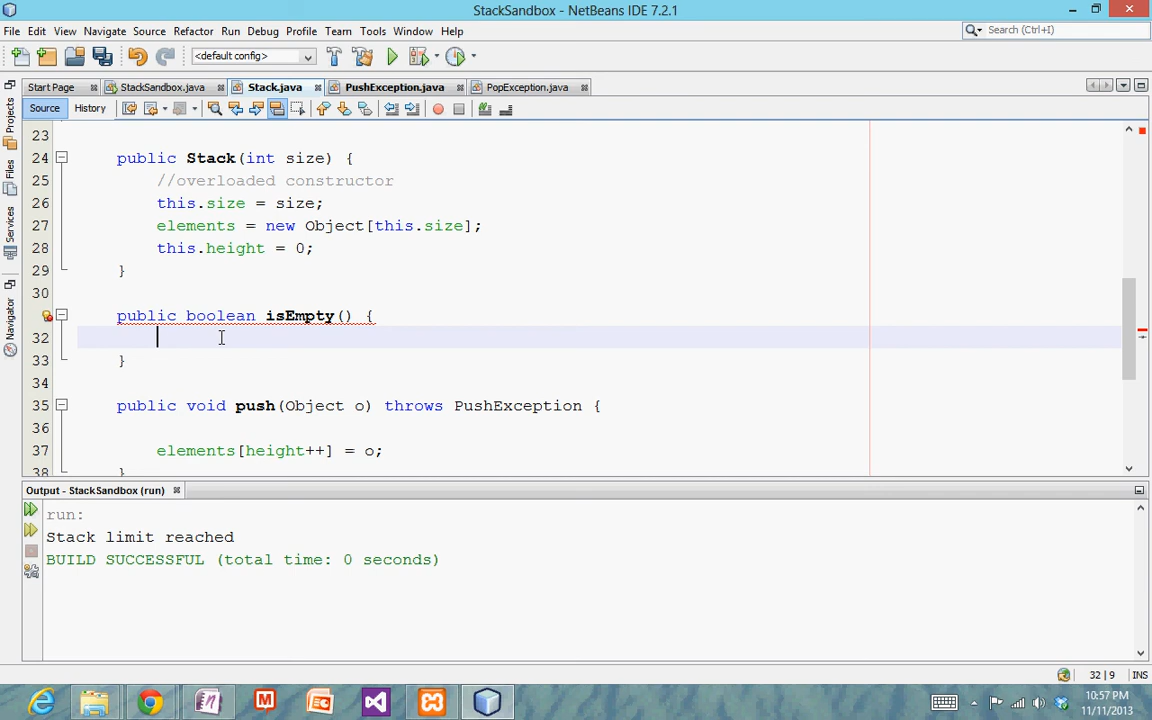 StackSandbox - NetBeans IDE 7.2.1
File Edit View Navigate Source Refactor Run Debug Profile Team Tools Window Help
Search (Ctrl+I)
<default config>
Start Page StackSandbox.java Stack.java PushException.java PopException.java
Source History
Projects
Files
Services
Navigator
23
24 public Stack(int size) {
25 //overloaded constructor
26 this.size = size;
27 elements = new Object[this.size];
28 this.height = 0;
29 }
30
public boolean isEmpty() {
32
33 }
34
35 public void push(Object o) throws PushException {
36
37 elements[height++] = o;
38 }
Output - StackSandbox (run)
run:
Stack limit reached
BUILD SUCCESSFUL (total time: 0 seconds)
32 | 9 INS
10:57 PM
11/11/2013